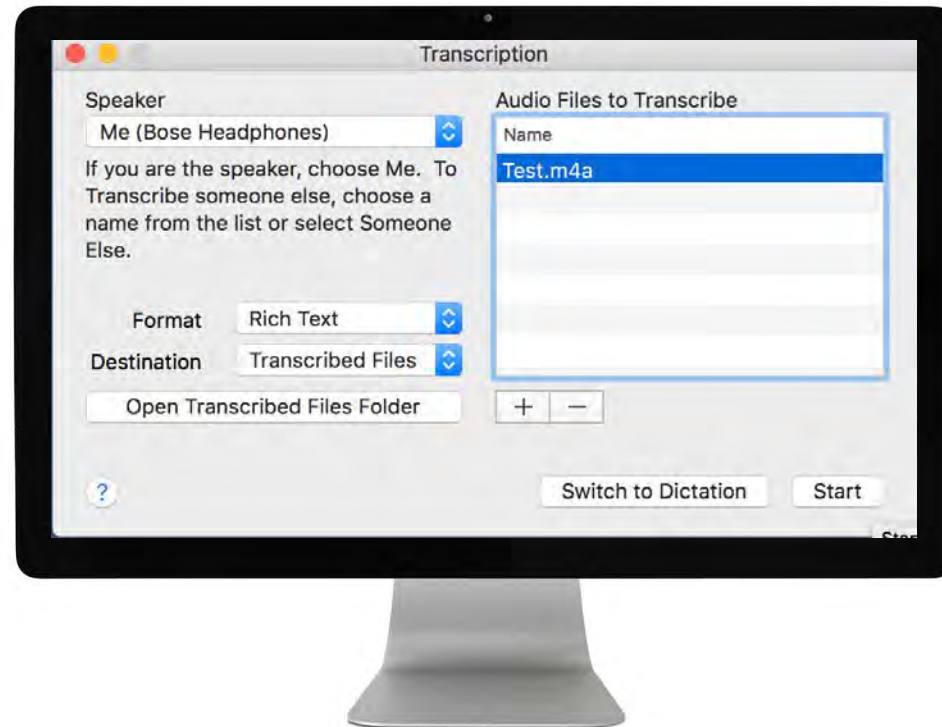 Transcription
Speaker
Me (Bose Headphones)
If you are the speaker, choose Me. To
Transcribe someone else, choose a
name from the list or select Someone
Else.
Format Rich Text
Destination Transcribed Files
Open Transcribed Files Folder
Audio Files to Transcribe
Name
Test.m4a
+ −
? Switch to Dictation Start